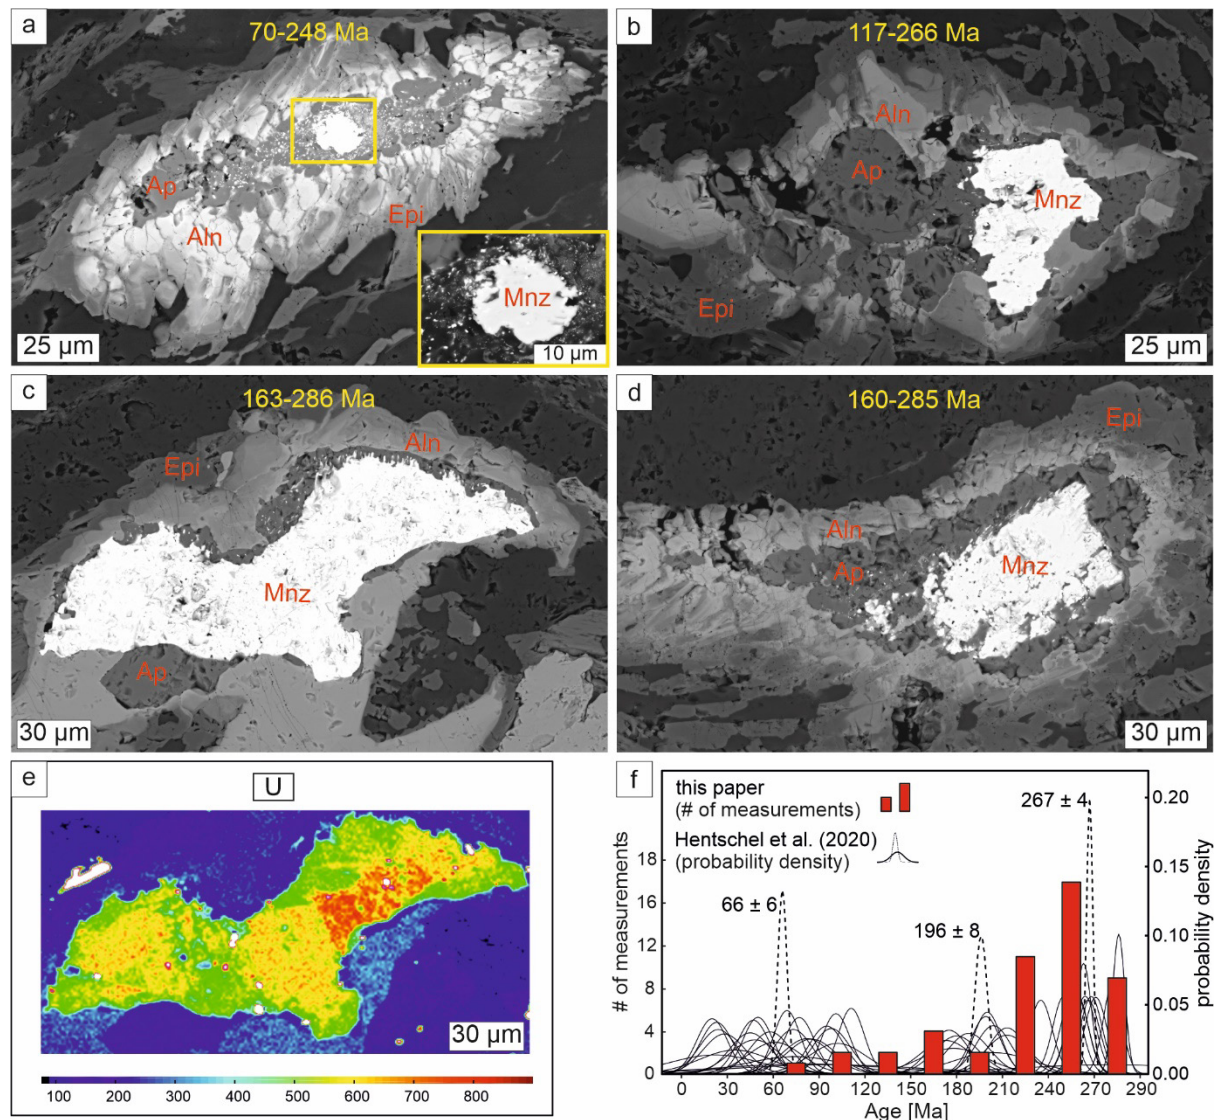 a
70-248 Ma
Ap
Aln
Epi
Mnz
10 µm
25 µm
b
117-266 Ma
Aln
Ap
Mnz
Epi
25 µm
c
163-286 Ma
Aln
Epi
Mnz
Ap
30 µm
d
160-285 Ma
Epi
Aln
Ap
Mnz
30 µm
e
U
30 µm
100 200 300 400 500 600 700 800
f
this paper
(# of measurements)
Hentschel et al. (2020)
(probability density)
267 ± 4
66 ± 6
196 ± 8
# of measurements
18
16
12
8
4
0
probability density
0.20
0.15
0.10
0.05
0.00
0 30 60 90 120 150 180 210 240 270 290
Age [Ma]